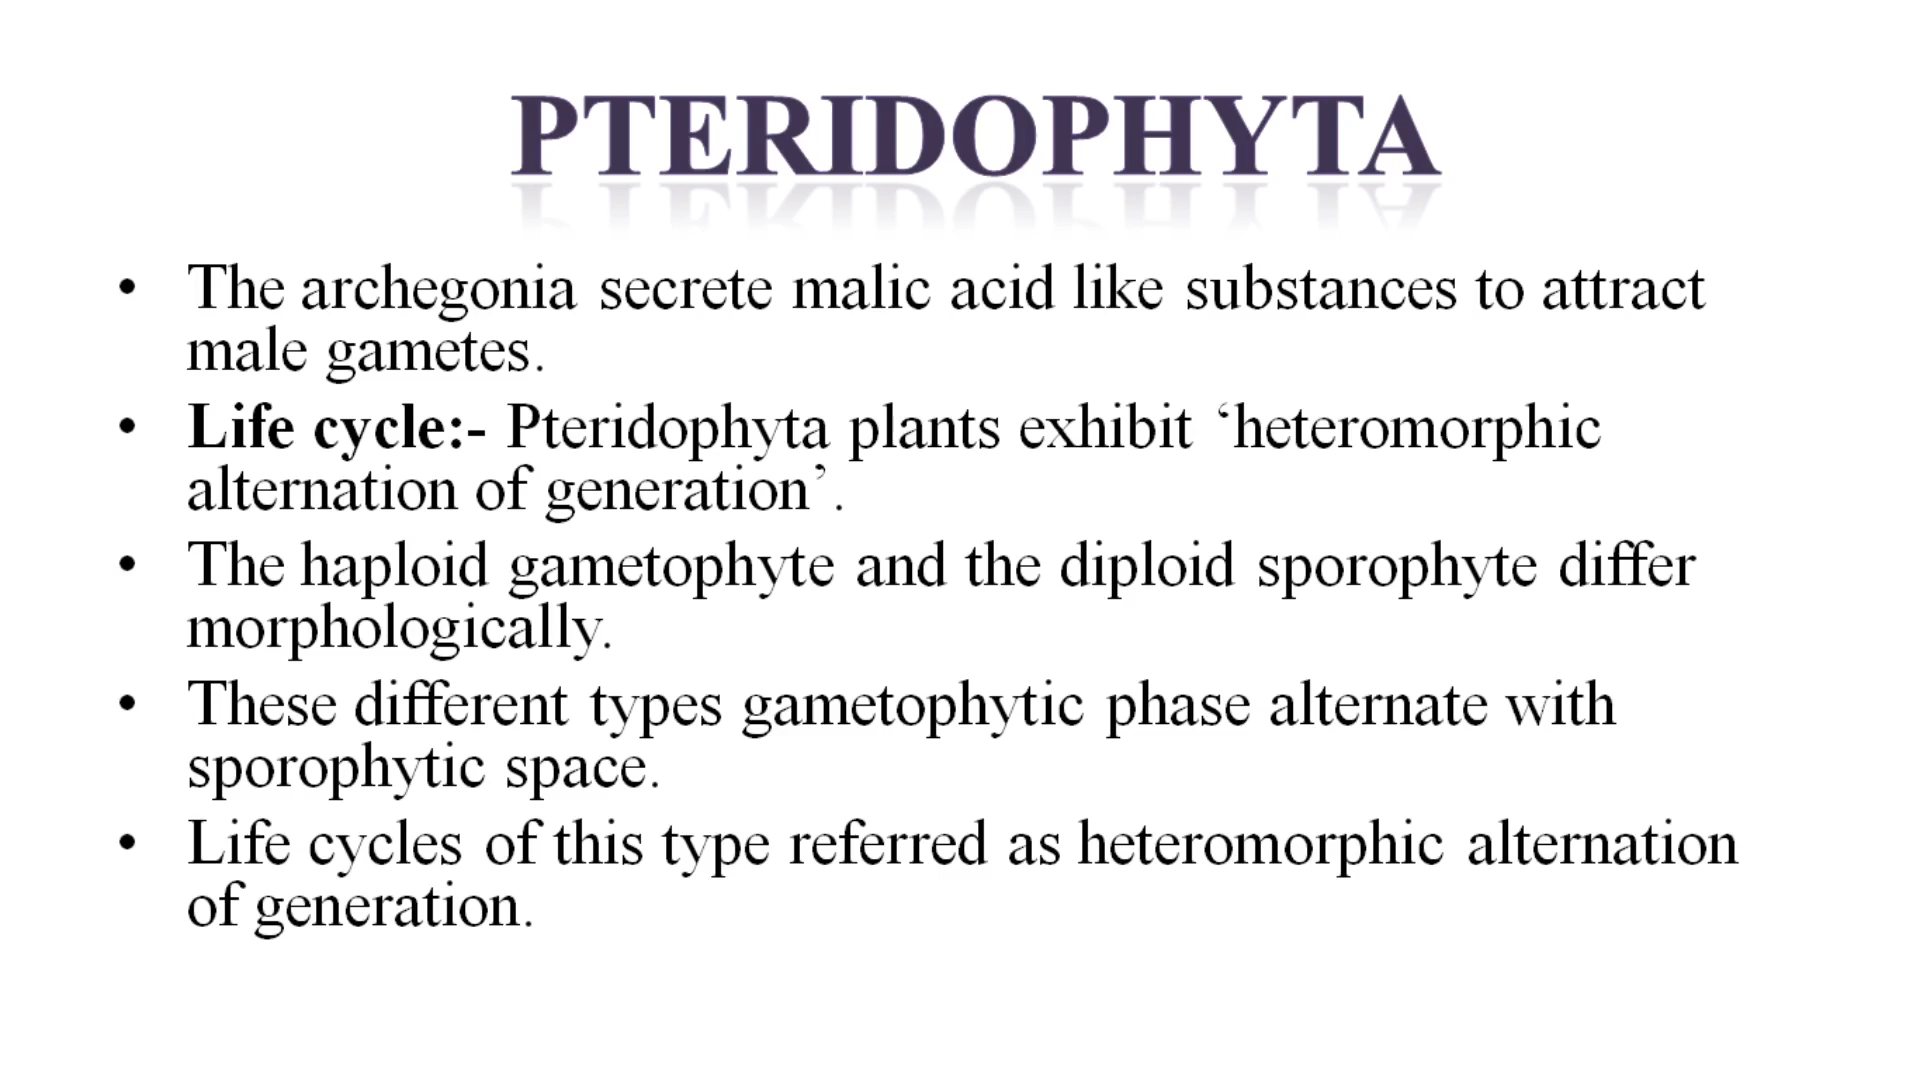 PTERIDOPHYTA
• The archegonia secrete malic acid like substances to attract
male gametes.
• Life cycle:- Pteridophyta plants exhibit ‘heteromorphic
alternation of generation’.
• The haploid gametophyte and the diploid sporophyte differ
morphologically.
• These different types gametophytic phase alternate with
sporophytic space.
• Life cycles of this type referred as heteromorphic alternation
of generation.